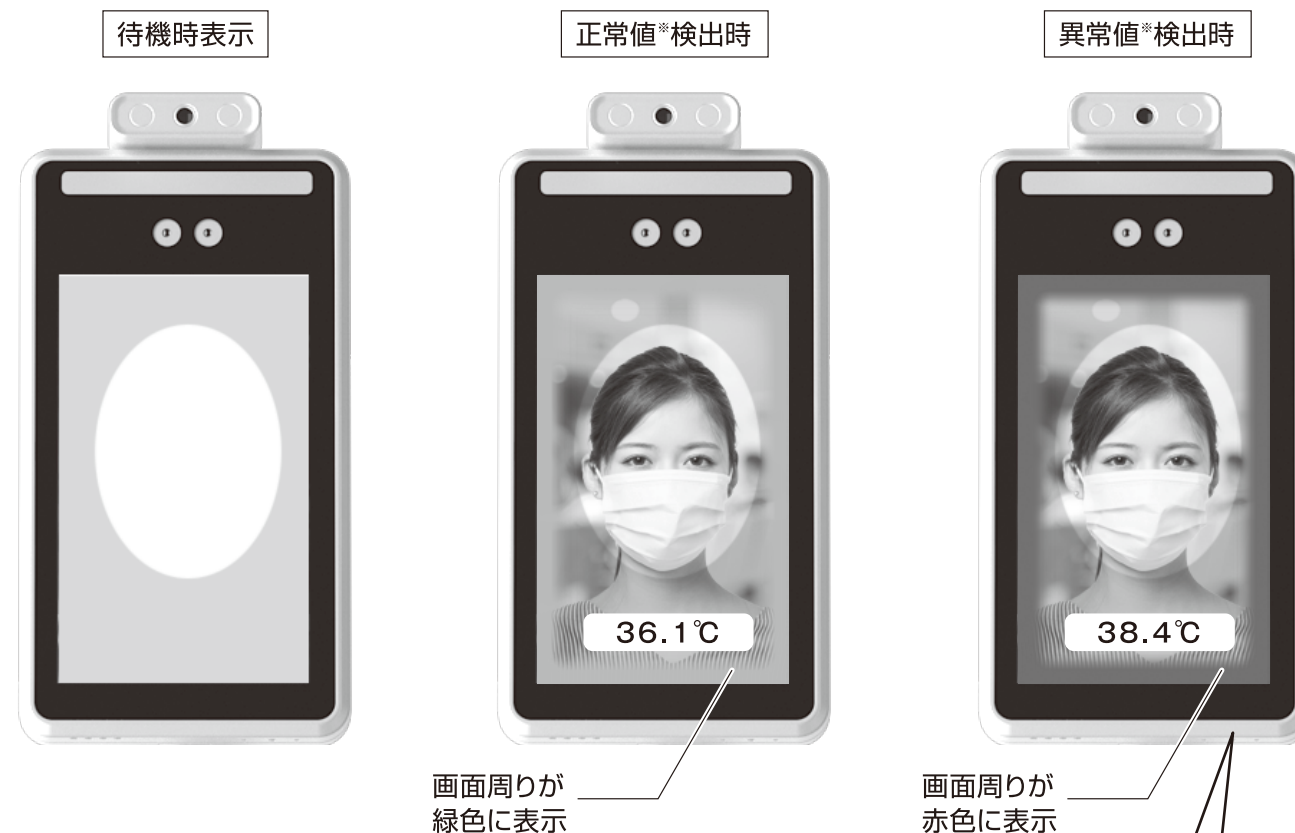 待機時表示
正常値※検出時
異常値※検出時
36.1℃
38.4℃
画面周りが
緑色に表示
画面周りが
赤色に表示